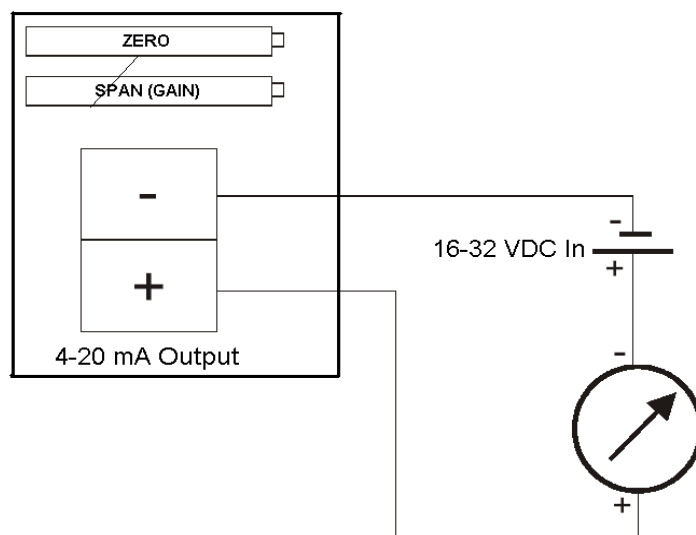 ZERO
SPAN (GAIN)
-
+
4-20 mA Output
-
16-32 VDC In
+
-
+